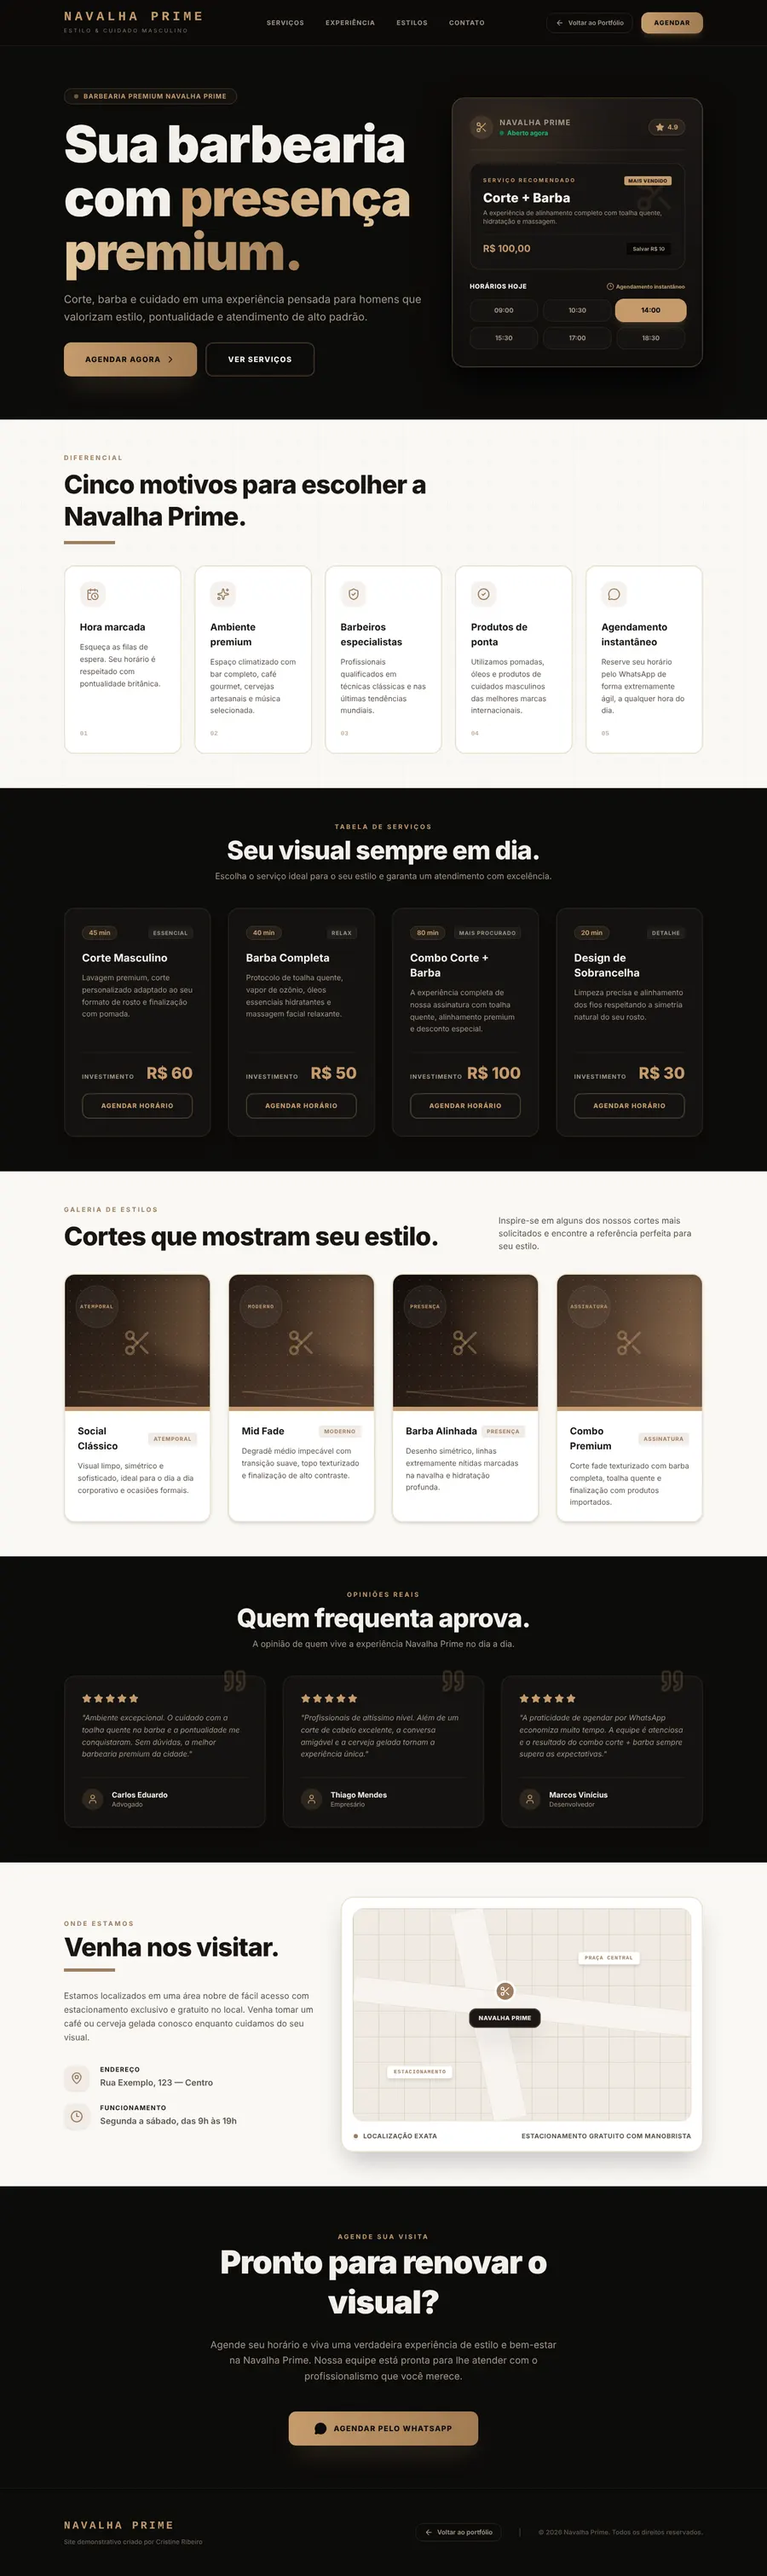 NAVALHA PRIME
ESTILO & CUIDADO MASCULINO
SERVIÇOS
EXPERIÊNCIA
ESTILOS
CONTATO
Voltar ao Portfólio
AGENDAR
BARBEARIA PREMIUM NAVALHA PRIME
Sua barbearia
com presença
premium.
Corte, barba e cuidado em uma experiência pensada para homens que
valorizam estilo, pontualidade e atendimento de alto padrão.
AGENDAR AGORA
VER SERVIÇOS
NAVALHA PRIME
Aberto agora
4.9
SERVIÇO RECOMENDADO
MAIS VENDIDO
Corte + Barba
A experiência de alinhamento completo com toalha quente,
hidratação e massagem.
R$ 100,00
Salvar R$ 10
HORÁRIOS HOJE
Agendamento instantâneo
09:00
10:30
14:00
15:30
17:00
18:30
DIFERENCIAL
Cinco motivos para escolher a
Navalha Prime.
Hora marcada
Esqueça as filas de
espera. Seu horário é
respeitado com
pontualidade britânica.
01
Ambiente
premium
Espaço climatizado com
bar completo, café
gourmet, cervejas
artesanais e música
selecionada.
02
Barbeiros
especialistas
Profissionais
qualificados em
técnicas clássicas e nas
últimas tendências
mundiais.
03
Produtos de
ponta
Utilizamos pomadas,
óleos e produtos de
cuidados masculinos
das melhores marcas
internacionais.
04
Agendamento
instantâneo
Reserve seu horário
pelo WhatsApp de
forma extremamente
ágil, a qualquer hora do
dia.
05
TABELA DE SERVIÇOS
Seu visual sempre em dia.
Escolha o serviço ideal para o seu estilo e garanta um atendimento com excelência.
45 min
ESSENCIAL
Corte Masculino
Lavagem premium, corte
personalizado adaptado ao seu
formato de rosto e finalização
com pomada.
INVESTIMENTO
R$ 60
AGENDAR HORÁRIO
40 min
RELAX
Barba Completa
Protocolo de toalha quente,
vapor de ozônio, óleos
essenciais hidratantes e
massagem facial relaxante.
INVESTIMENTO
R$ 50
AGENDAR HORÁRIO
80 min
MAIS PROCURADO
Combo Corte +
Barba
A experiência completa de
nossa assinatura com toalha
quente, alinhamento premium
e desconto especial.
INVESTIMENTO
R$ 100
AGENDAR HORÁRIO
20 min
DETALHE
Design de
Sobrancelha
Limpeza precisa e alinhamento
dos fios respeitando a simetria
natural do seu rosto.
INVESTIMENTO
R$ 30
AGENDAR HORÁRIO
GALERIA DE ESTILOS
Cortes que mostram seu estilo.
Inspire-se em alguns dos nossos cortes mais
solicitados e encontre a referência perfeita para
seu estilo.
ATEMPORAL
Social
Clássico
ATEMPORAL
Visual limpo, simétrico e
sofisticado, ideal para o dia a dia
corporativo e ocasiões formais.
MODERNO
Mid Fade
MODERNO
Degradê médio impecável com
transição suave, topo texturizado
e finalização de alto contraste.
PRESENÇA
Barba Alinhada
PRESENÇA
Desenho simétrico, linhas
extremamente nítidas marcadas
na navalha e hidratação
profunda.
ASSINATURA
Combo
Premium
ASSINATURA
Corte fade texturizado com barba
completa, toalha quente e
finalização com produtos
importados.
OPINIÕES REAIS
Quem frequenta aprova.
A opinião de quem vive a experiência Navalha Prime no dia a dia.
"Ambiente excepcional. O cuidado com a
toalha quente na barba e a pontualidade me
conquistaram. Sem dúvidas, a melhor
barbearia premium da cidade."
Carlos Eduardo
Advogado
"Profissionais de altíssimo nível. Além de um
corte de cabelo excelente, a conversa
amigável e a cerveja gelada tornam a
experiência única."
Thiago Mendes
Empresário
"A praticidade de agendar por WhatsApp
economiza muito tempo. A equipe é atenciosa
e o resultado do combo corte + barba sempre
supera as expectativas."
Marcos Vinícius
Desenvolvedor
ONDE ESTAMOS
Venha nos visitar.
Estamos localizados em uma área nobre de fácil acesso com
estacionamento exclusivo e gratuito no local. Venha tomar um
café ou cerveja gelada conosco enquanto cuidamos do seu
visual.
ENDEREÇO
Rua Exemplo, 123 — Centro
FUNCIONAMENTO
Segunda a sábado, das 9h às 19h
PRAÇA CENTRAL
NAVALHA PRIME
ESTACIONAMENTO
LOCALIZAÇÃO EXATA
ESTACIONAMENTO GRATUITO COM MANOBRISTA
AGENDE SUA VISITA
Pronto para renovar o
visual?
Agende seu horário e viva uma verdadeira experiência de estilo e bem-estar
na Navalha Prime. Nossa equipe está pronta para lhe atender com o
profissionalismo que você merece.
AGENDAR PELO WHATSAPP
NAVALHA PRIME
Site demonstrativo criado por Cristine Ribeiro
Voltar ao portfólio
© 2026 Navalha Prime. Todos os direitos reservados.